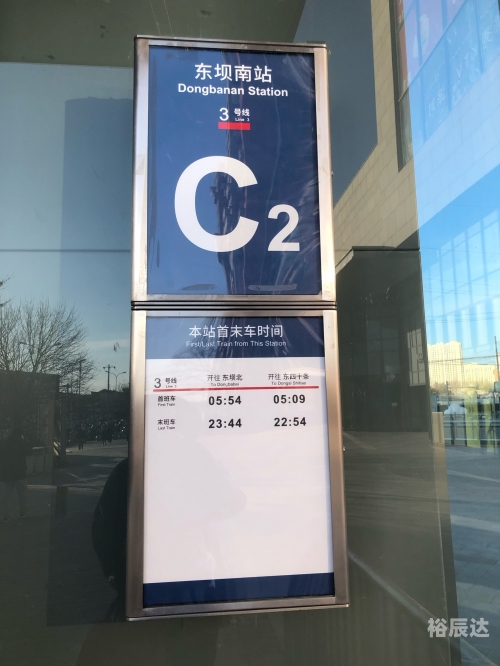 东坝南站
Dongbanan Station
3 号线
Line 3
C2
本站首末车时间
First/Last Train from This Station
3 号线 开往 东坝北 开往 东四十条
Line 3 To Dongbabei To Dongsi Shitiao
首班车 05:54 05:09
First Train
末班车 23:44 22:54
Last Train
裕辰达